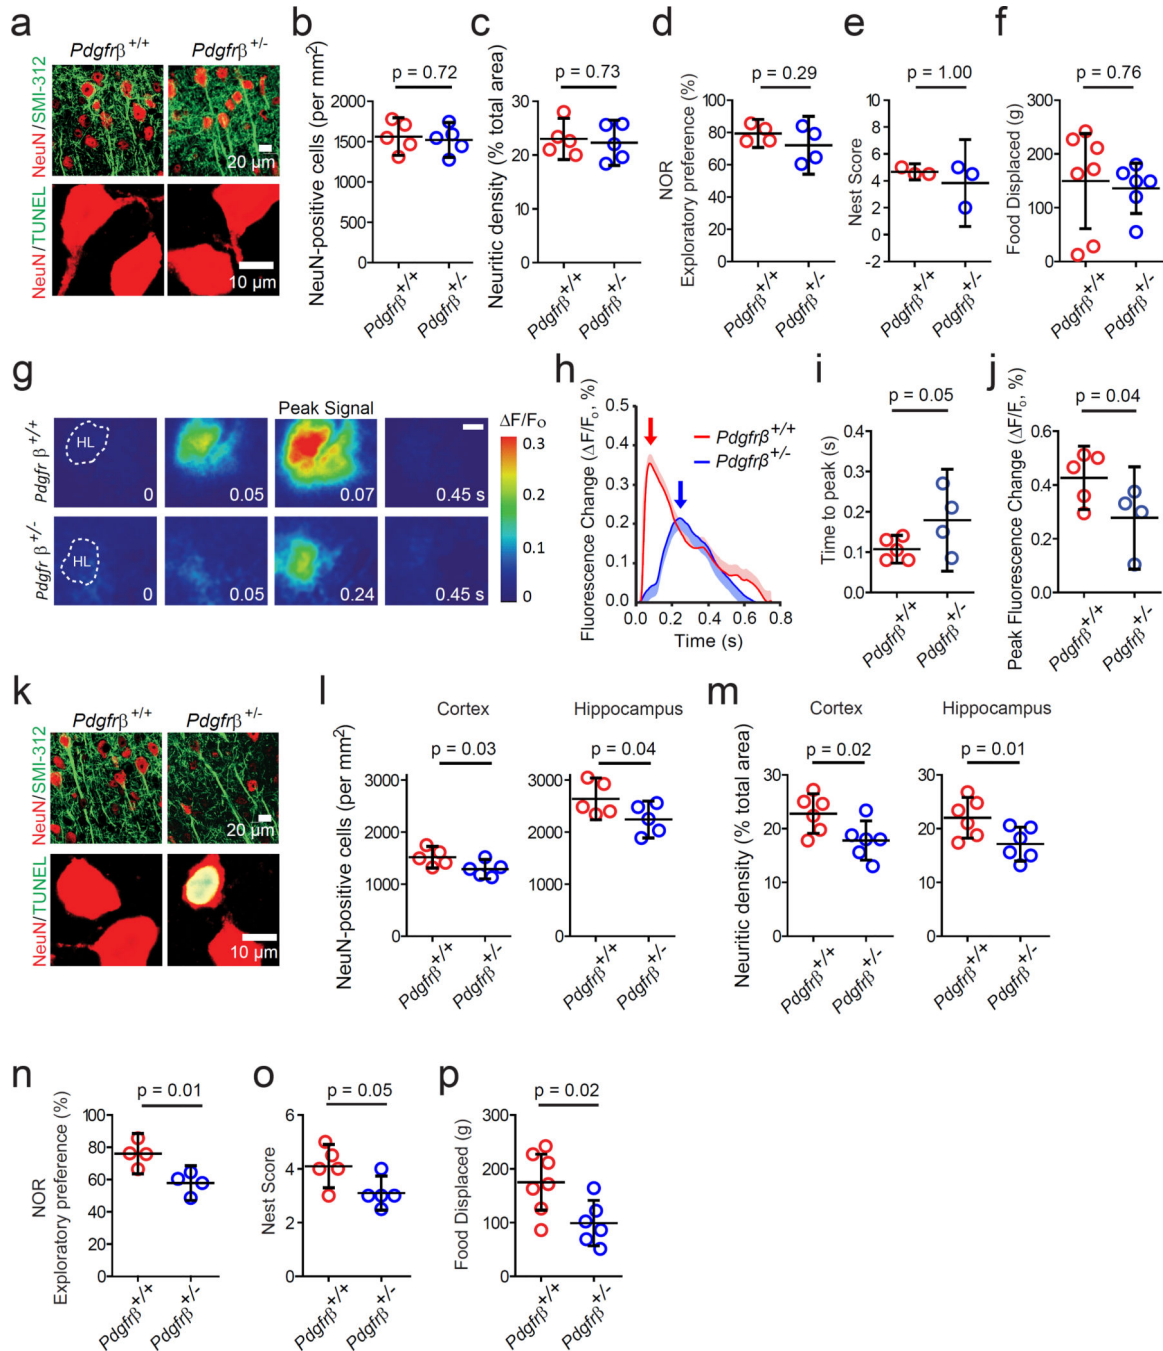 a
Pdgfrβ +/+
Pdgfrβ +/-
NeuN/SMI-312
20 µm
NeuN/TUNEL
10 µm
b
p = 0.72
NeuN-positive cells (per mm2)
2000
1500
1000
500
0
Pdgfrβ +/+
Pdgfrβ +/-
c
p = 0.73
Neuritic density (% total area)
30
20
10
0
Pdgfrβ +/+
Pdgfrβ +/-
d
p = 0.29
NOR
Exploratory preference (%)
100
80
60
40
20
0
Pdgfrβ +/+
Pdgfrβ +/-
e
p = 1.00
Nest Score
10
8
6
4
2
0
-2
Pdgfrβ +/+
Pdgfrβ +/-
f
p = 0.76
Food Displaced (g)
300
200
100
0
Pdgfrβ +/+
Pdgfrβ +/-
g
Peak Signal
Pdgfr β +/+
HL
0
0.05
0.07
0.45 s
Pdgfr β +/-
HL
0
0.05
0.24
0.45 s
ΔF/Fo
0.3
0.2
0.1
0
h
Fluorescence Change (ΔF/Fo, %)
0.5
0.4
0.3
0.2
0.1
0.0
0.0 0.2 0.4 0.6 0.8
Time (s)
Pdgfrβ+/+
Pdgfrβ+/-
i
p = 0.05
Time to peak (s)
0.4
0.3
0.2
0.1
0.0
Pdgfrβ +/+
Pdgfrβ +/-
j
p = 0.04
Peak Fluorescence Change (ΔF/Fo, %)
0.6
0.4
0.2
0.0
Pdgfrβ +/+
Pdgfrβ +/-
k
Pdgfrβ +/+
Pdgfrβ +/-
NeuN/SMI-312
20 µm
NeuN/TUNEL
10 µm
l
Cortex
p = 0.03
NeuN-positive cells (per mm2)
3000
2000
1000
0
Pdgfrβ +/+
Pdgfrβ +/-
Hippocampus
p = 0.04
3000
2000
1000
0
Pdgfrβ +/+
Pdgfrβ +/-
m
Cortex
p = 0.02
Neuritic density (% total area)
30
20
10
0
Pdgfrβ +/+
Pdgfrβ +/-
Hippocampus
p = 0.01
30
20
10
0
Pdgfrβ +/+
Pdgfrβ +/-
n
p = 0.01
NOR
Exploratory preference (%)
100
80
60
40
20
0
Pdgfrβ +/+
Pdgfrβ +/-
o
p = 0.05
Nest Score
6
4
2
0
Pdgfrβ +/+
Pdgfrβ +/-
p
p = 0.02
Food Displaced (g)
300
200
100
0
Pdgfrβ +/+
Pdgfrβ +/-